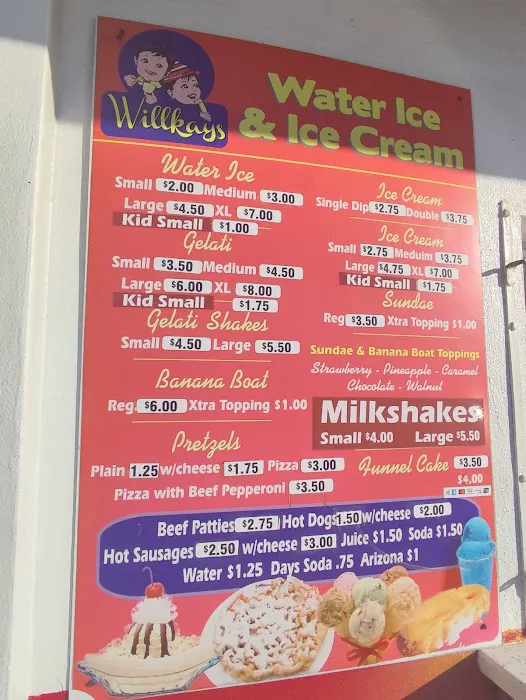 Willkays
Water Ice
& Ice Cream
Water Ice
Small $2.00 Medium $3.00
Large $4.50 XL $7.00
Kid Small $1.00
Gelati
Small $3.50 Medium $4.50
Large $6.00 XL $8.00
Kid Small $1.75
Gelati Shakes
Small $4.50 Large $5.50
Banana Boat
Reg. $6.00 Xtra Topping $1.00
Pretzels
Plain 1.25 w/cheese $1.75 Pizza $3.00
Pizza with Beef Pepperoni $3.50
Ice Cream
Single Dip $2.75 Double $3.75
Ice Cream
Small $2.75 Meduim $3.75
Large $4.75 XL $7.00
Kid Small $1.75
Sundae
Reg $3.50 Xtra Topping $1.00
Sundae & Banana Boat Toppings
Strawberry - Pineapple - Caramel
Chocolate - Walnut
Milkshakes
Small $4.00 Large $5.50
Funnel Cake $3.50
$4.00
Beef Patties $2.75 Hot Dogs 1.50 w/cheese $2.00
Hot Sausages $2.50 w/cheese $3.00 Juice $1.50 Soda $1.50
Water $1.25 Days Soda .75 Arizona $1